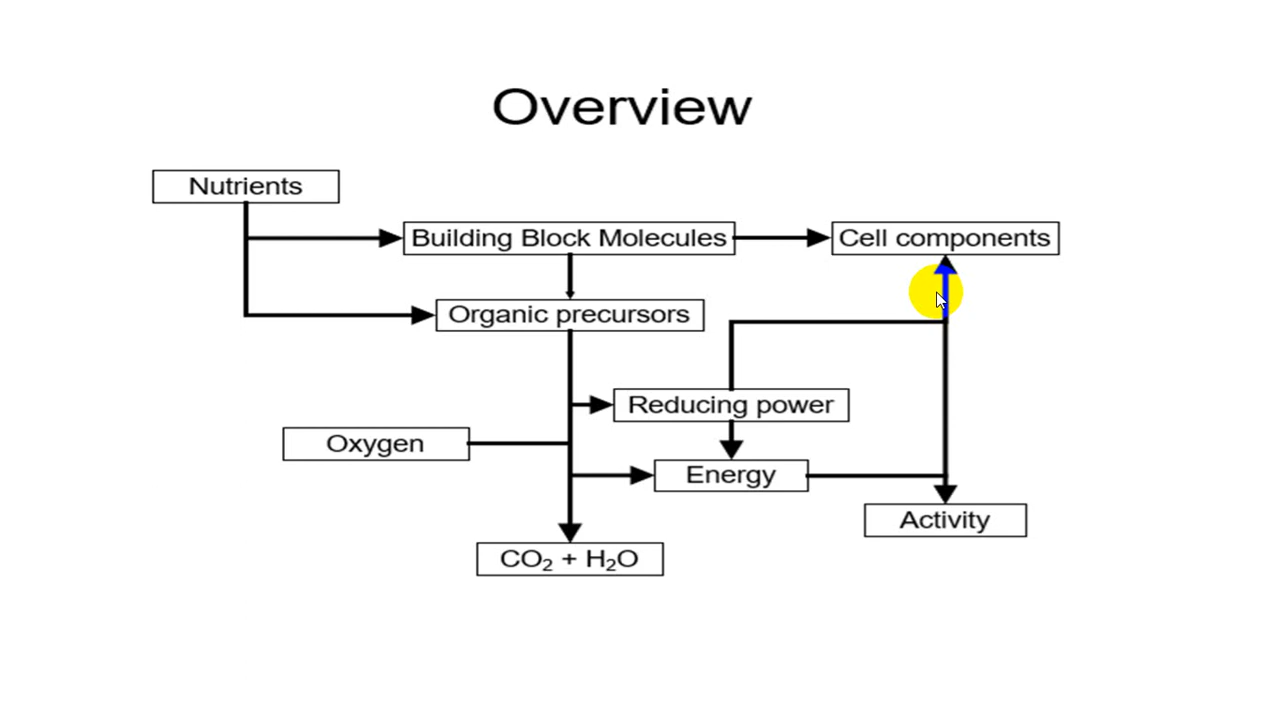 Overview
Nutrients
Building Block Molecules
Cell components
Organic precursors
Reducing power
Oxygen
Energy
Activity
CO₂ + H₂O